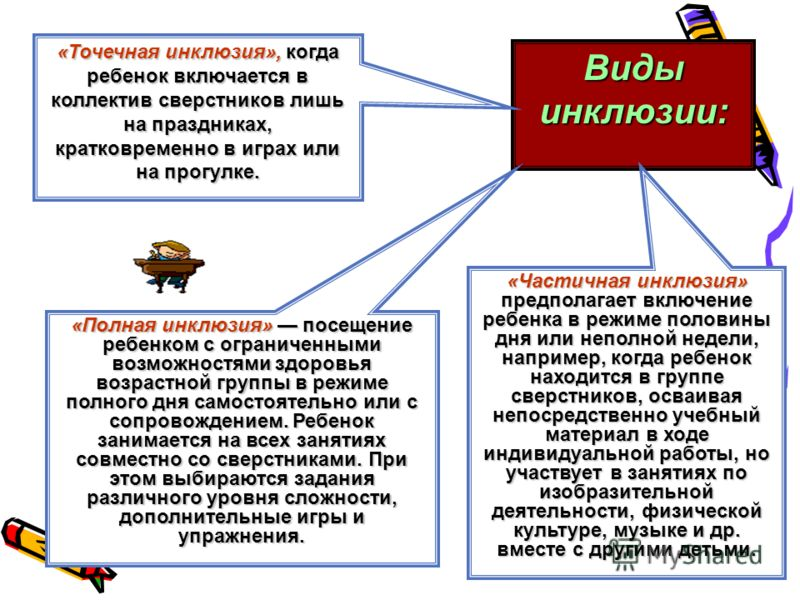 «Точечная инклюзия», когда
ребенок включается в
коллектив сверстников лишь
на праздниках,
кратковременно в играх или
на прогулке.
Виды
инклюзии:
«Полная инклюзия» — посещение
ребенком с ограниченными
возможностями здоровья
возрастной группы в режиме
полного дня самостоятельно или с
сопровождением. Ребенок
занимается на всех занятиях
совместно со сверстниками. При
этом выбираются задания
различного уровня сложности,
дополнительные игры и
упражнения.
«Частичная инклюзия»
предполагает включение
ребенка в режиме половины
дня или неполной недели,
например, когда ребенок
находится в группе
сверстников, осваивая
непосредственно учебный
материал в ходе
индивидуальной работы, но
участвует в занятиях по
изобразительной
деятельности, физической
культуре, музыке и др.
вместе с другими детьми.
MyShared